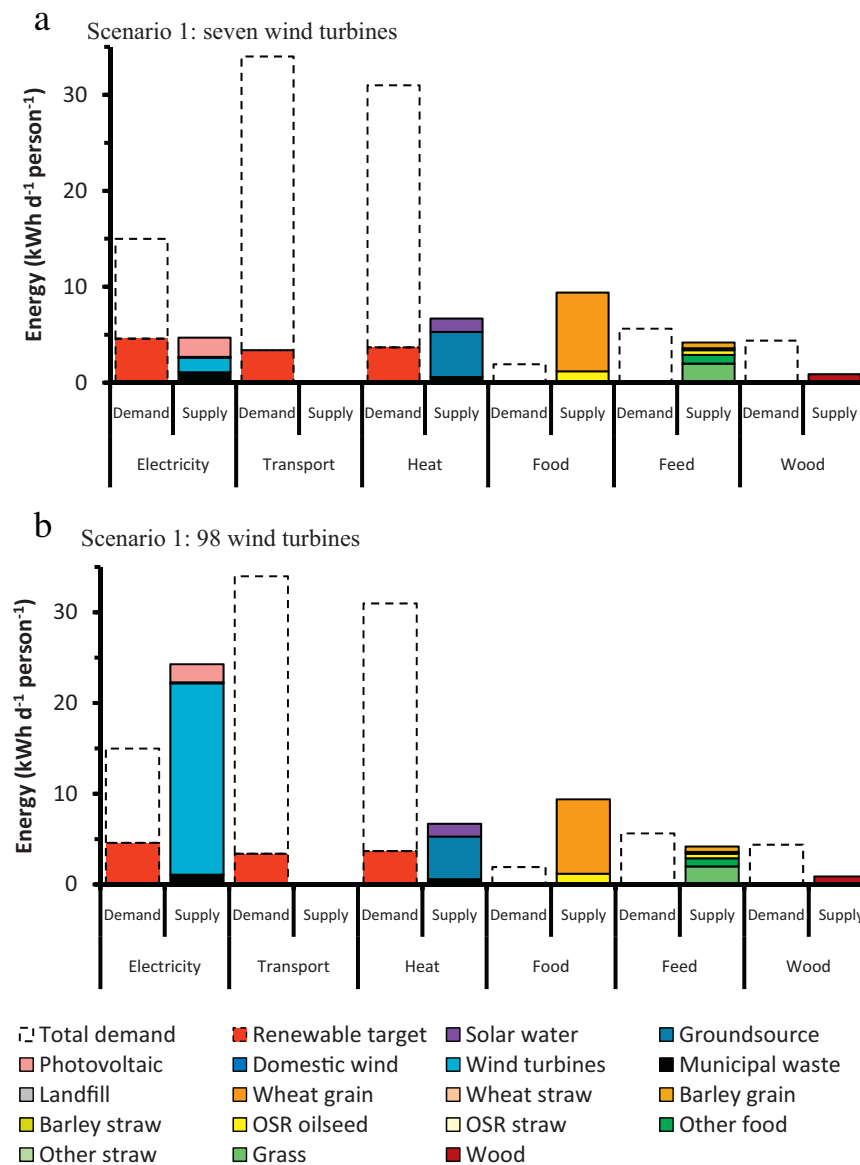 a
Scenario 1: seven wind turbines
Energy (kWh d⁻¹ person⁻¹)
30
20
10
0
Demand Supply Demand Supply Demand Supply Demand Supply Demand Supply Demand Supply
Electricity Transport Heat Food Feed Wood
b
Scenario 1: 98 wind turbines
Energy (kWh d⁻¹ person⁻¹)
30
20
10
0
Demand Supply Demand Supply Demand Supply Demand Supply Demand Supply Demand Supply
Electricity Transport Heat Food Feed Wood
Total demand Renewable target Solar water Groundsource
Photovoltaic Domestic wind Wind turbines Municipal waste
Landfill Wheat grain Wheat straw Barley grain
Barley straw OSR oilseed OSR straw Other food
Other straw Grass Wood